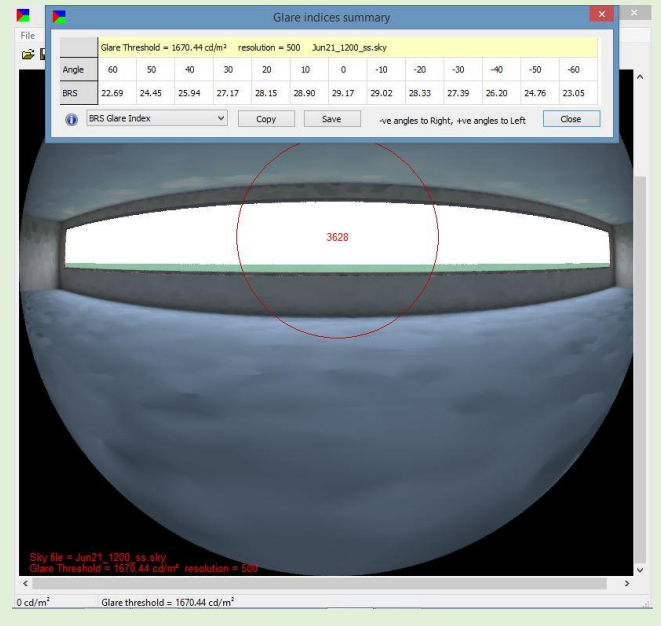 Glare indices summary
File
Glare Threshold = 1670.44 cd/m² resolution = 500 Jun21_1200_ss.sky
Angle 60 50 40 30 20 10 0 -10 -20 -30 -40 -50 -60
BRS 22.69 24.45 25.94 27.17 28.15 28.90 29.17 29.02 28.33 27.39 26.20 24.76 23.05
BRS Glare Index Copy Save -ve angles to Right, +ve angles to Left Close
3628
Sky file = Jun21_1200_ss.sky
Glare Threshold = 1670.44 cd/m² resolution = 500
0 cd/m² Glare threshold = 1670.44 cd/m²